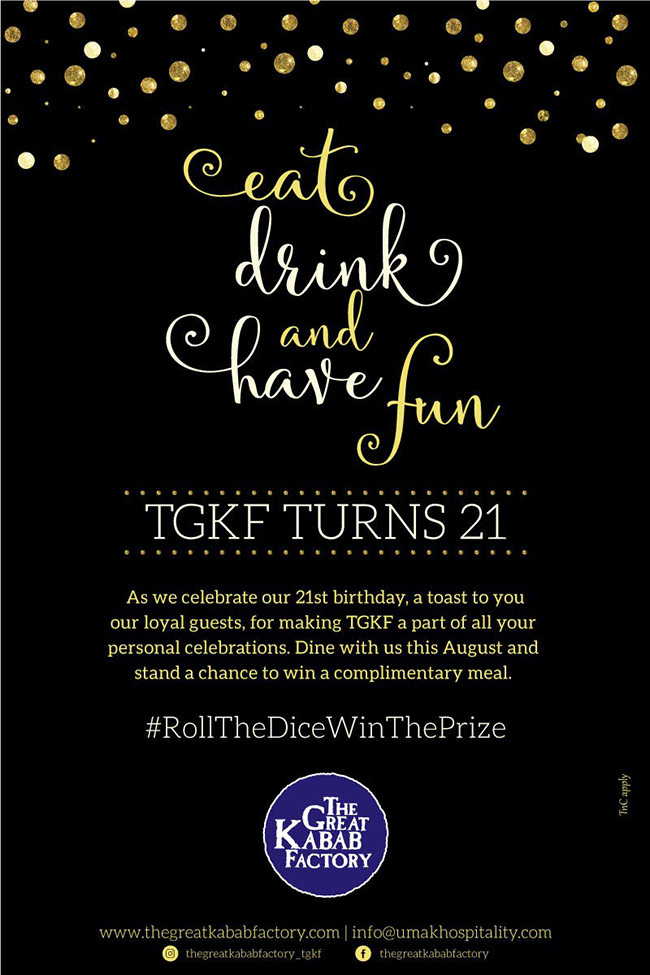 eat
drink
and
have fun
TGKF TURNS 21
As we celebrate our 21st birthday, a toast to you
our loyal guests, for making TGKF a part of all your
personal celebrations. Dine with us this August and
stand a chance to win a complimentary meal.
#RollTheDiceWinThePrize
TnC apply
THE
GREAT
KABAB
FACTORY
www.thegreatkababfactory.com | info@umakhospitality.com
thegreatkababfactory_tgkf thegreatkababfactory